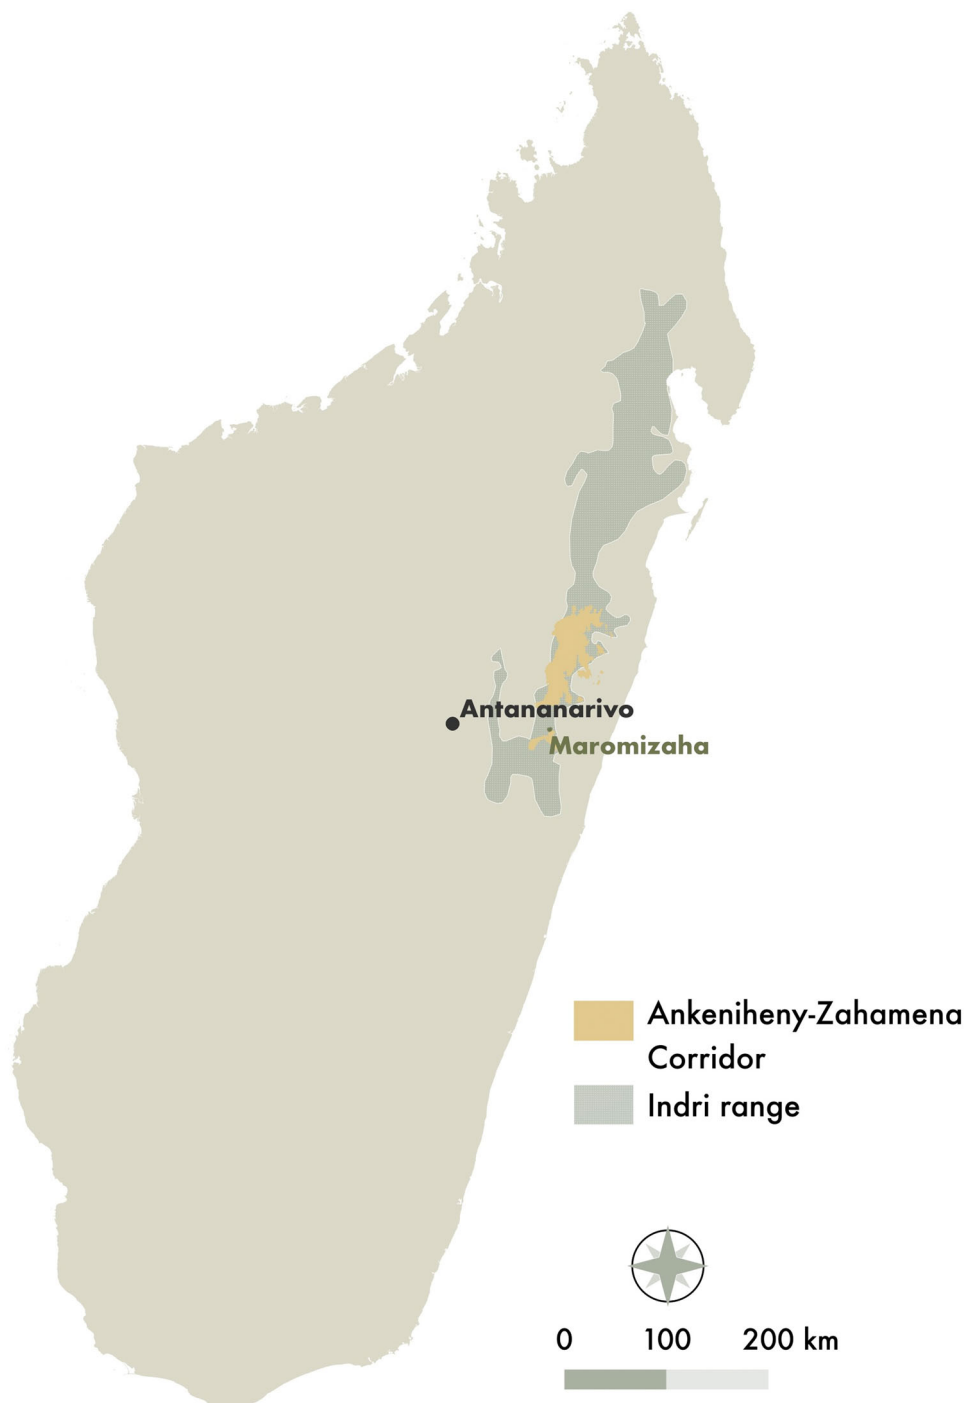 Antananarivo
Maromizaha
Ankeniheny-Zahamena
Corridor
Indri range
0 100 200 km